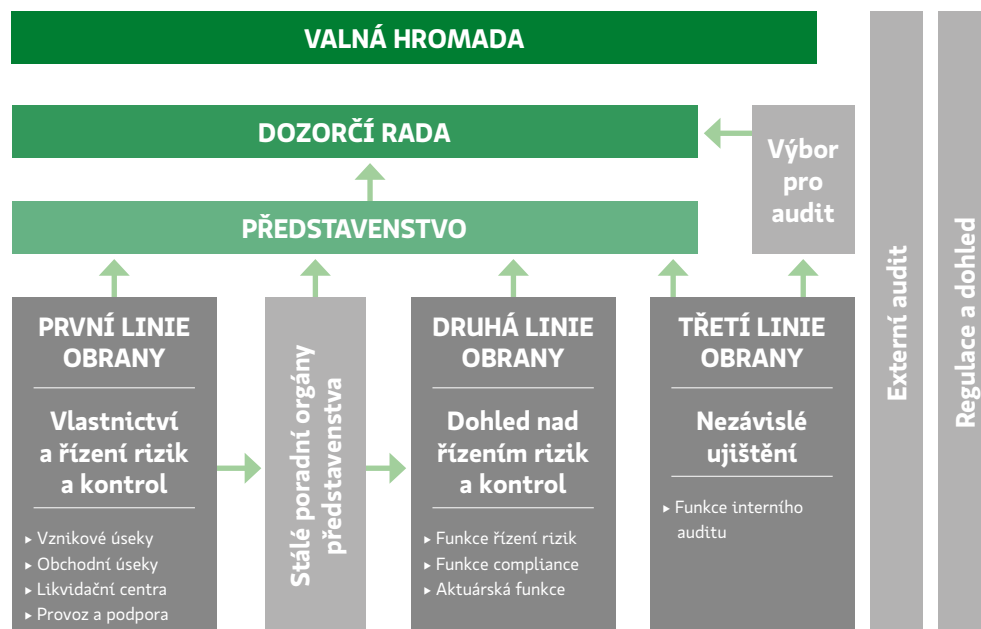 VALNÁ HROMADA
DOZORČÍ RADA
Výbor
pro
audit
PŘEDSTAVENSTVO
PRVNÍ LINIE
OBRANY
Vlastnictví
a řízení rizik
a kontrol
▸ Vznikové úseky
▸ Obchodní úseky
▸ Likvidační centra
▸ Provoz a podpora
Stálé poradní orgány
představenstva
DRUHÁ LINIE
OBRANY
Dohled nad
řízením rizik
a kontrol
▸ Funkce řízení rizik
▸ Funkce compliance
▸ Aktuárská funkce
TŘETÍ LINIE
OBRANY
Nezávislé
ujištění
▸ Funkce interního
auditu
Externí audit
Regulace a dohled